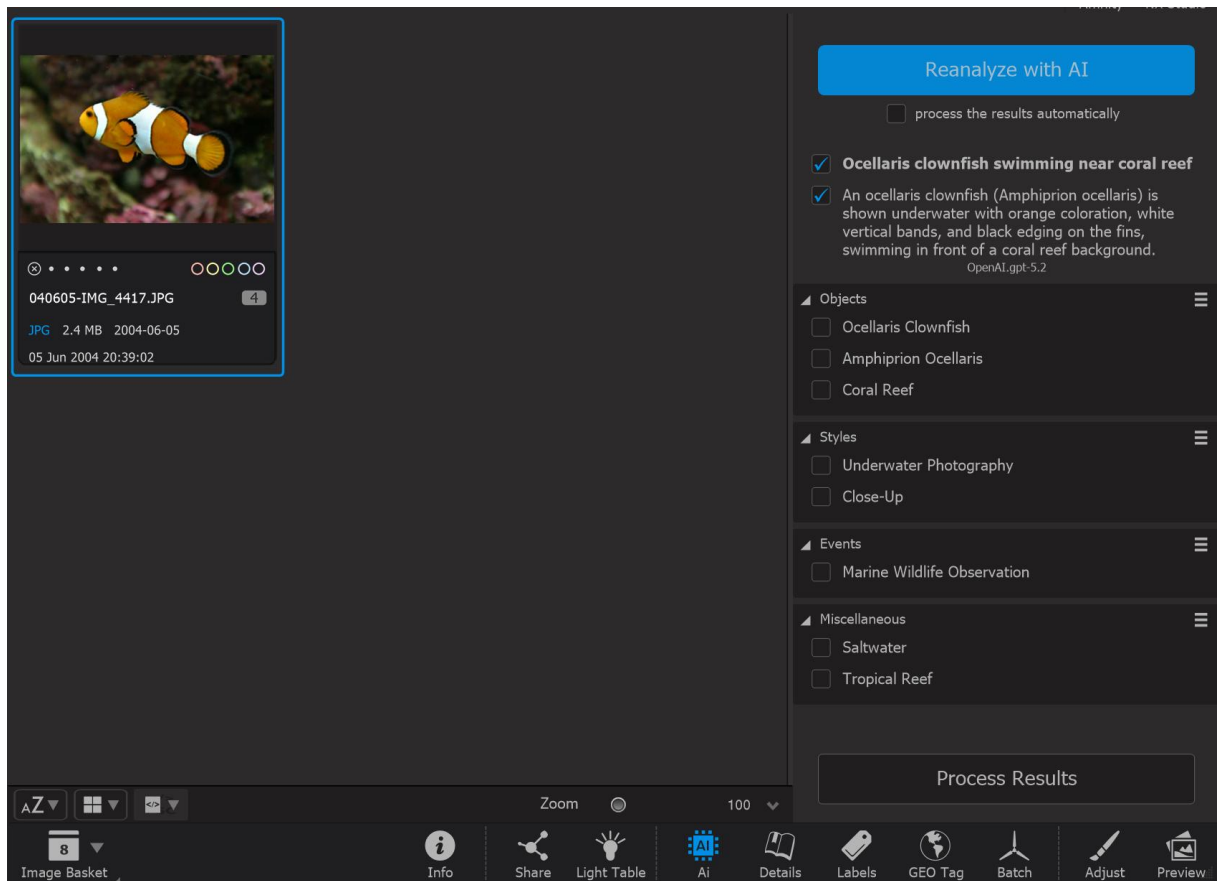 Reanalyze with AI
process the results automatically
Ocellaris clownfish swimming near coral reef
An ocellaris clownfish (Amphiprion ocellaris) is
shown underwater with orange coloration, white
vertical bands, and black edging on the fins,
swimming in front of a coral reef background.
OpenAI.gpt-5.2
040605-IMG_4417.JPG 4
JPG 2.4 MB 2004-06-05
05 Jun 2004 20:39:02
Objects
Ocellaris Clownfish
Amphiprion Ocellaris
Coral Reef
Styles
Underwater Photography
Close-Up
Events
Marine Wildlife Observation
Miscellaneous
Saltwater
Tropical Reef
Process Results
AZ </> Zoom 100
8 AI
Image Basket Info Share Light Table Ai Details Labels GEO Tag Batch Adjust Preview